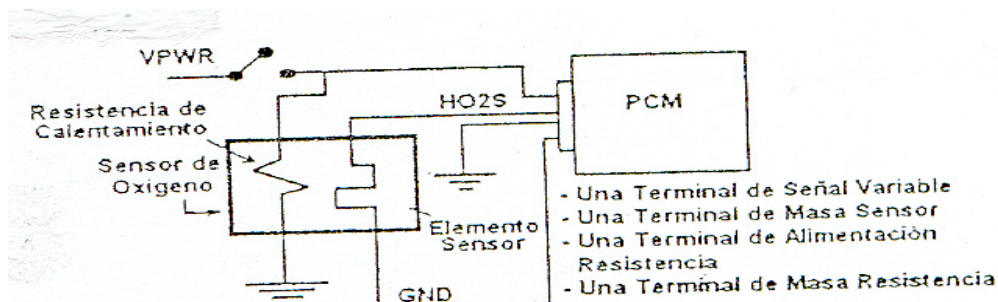 VPWR
Resistencia de
Calentamiento
Sensor de
Oxigeno
HO2S
PCM
Elemento
Sensor
GND
- Una Terminal de Señal Variable
- Una Terminal de Masa Sensor
- Una Terminal de Alimentación
Resistencia
- Una Terminal de Masa Resistencia